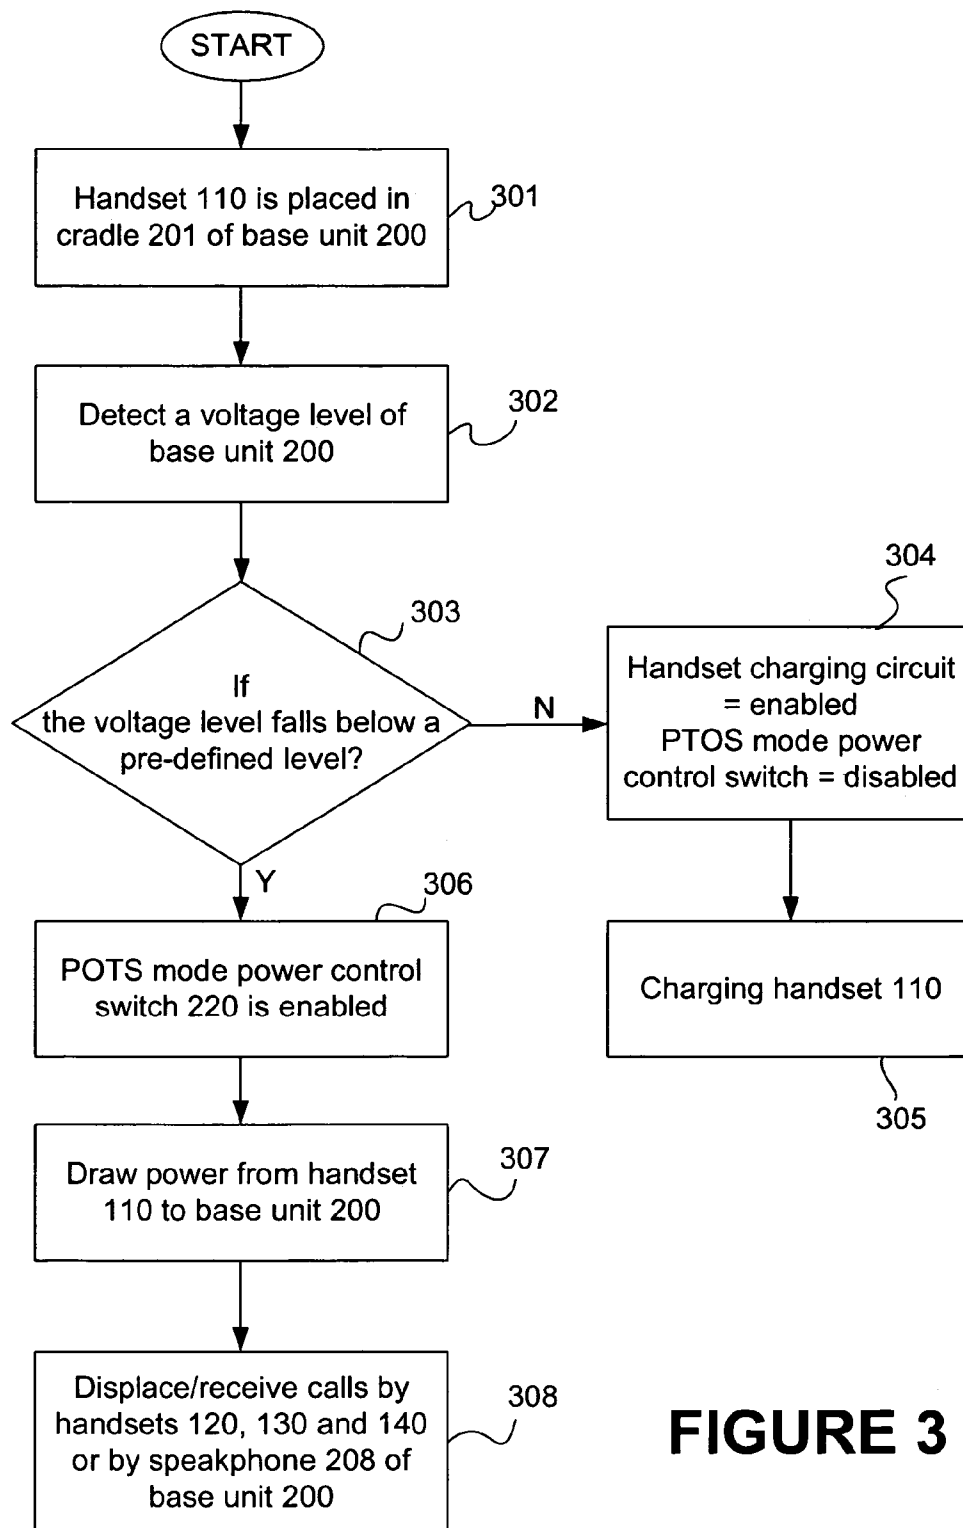 START
Handset 110 is placed in
cradle 201 of base unit 200
301
Detect a voltage level of
base unit 200
302
If
the voltage level falls below a
pre-defined level?
303
N
304
Handset charging circuit
= enabled
PTOS mode power
control switch = disabled
Charging handset 110
305
Y
306
POTS mode power control
switch 220 is enabled
Draw power from handset
110 to base unit 200
307
Displace/receive calls by
handsets 120, 130 and 140
or by speakphone 208 of
base unit 200
308
FIGURE 3